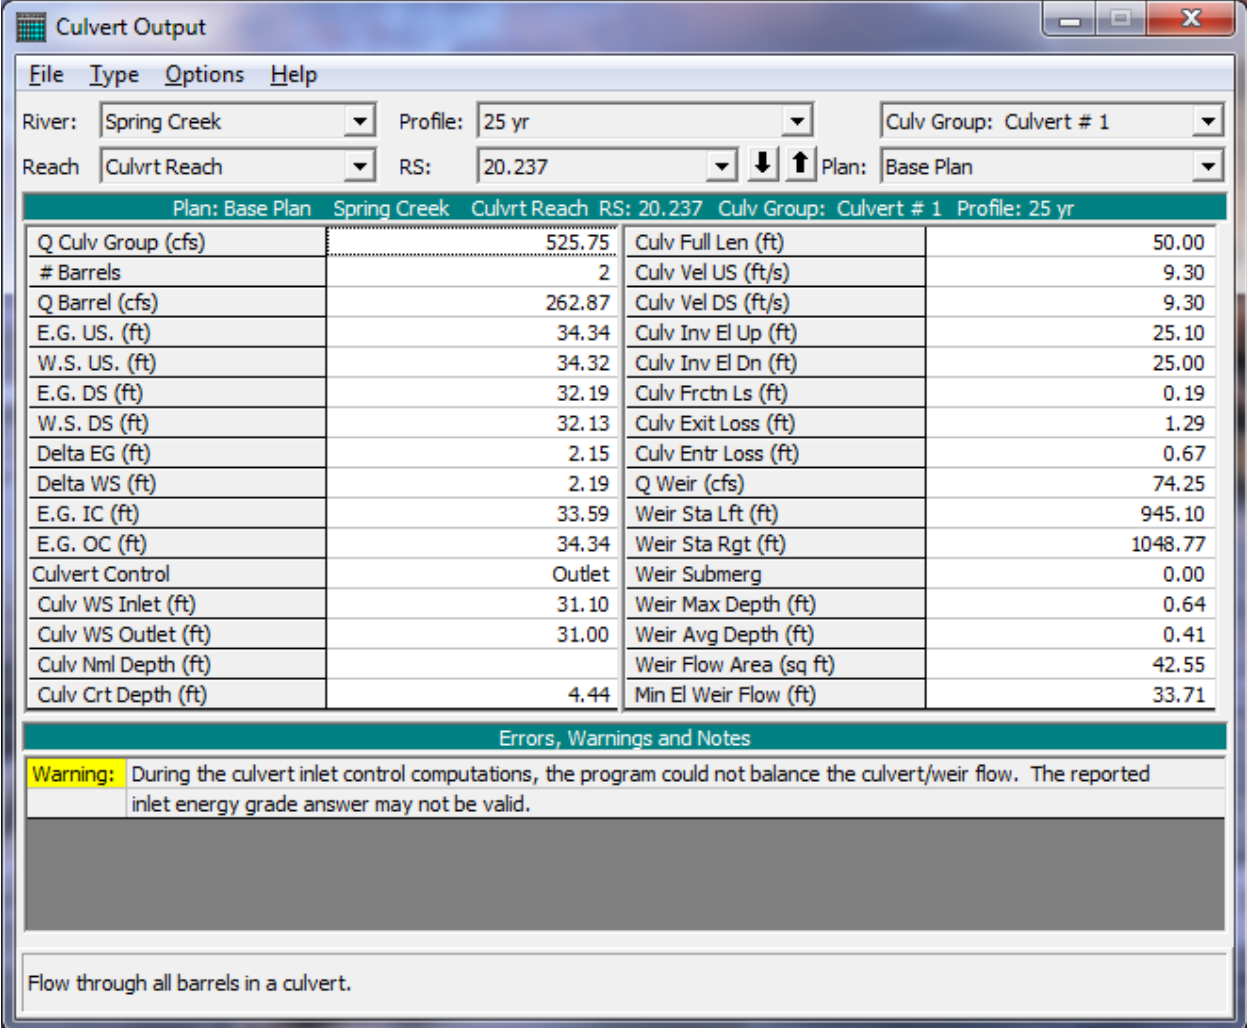 Culvert Output
File Type Options Help
River: Spring Creek Profile: 25 yr Culv Group: Culvert # 1
Reach Culvrt Reach RS: 20.237 Plan: Base Plan
Plan: Base Plan Spring Creek Culvrt Reach RS: 20.237 Culv Group: Culvert # 1 Profile: 25 yr
Q Culv Group (cfs) 525.75 Culv Full Len (ft) 50.00
# Barrels 2 Culv Vel US (ft/s) 9.30
Q Barrel (cfs) 262.87 Culv Vel DS (ft/s) 9.30
E.G. US. (ft) 34.34 Culv Inv El Up (ft) 25.10
W.S. US. (ft) 34.32 Culv Inv El Dn (ft) 25.00
E.G. DS (ft) 32.19 Culv Frctn Ls (ft) 0.19
W.S. DS (ft) 32.13 Culv Exit Loss (ft) 1.29
Delta EG (ft) 2.15 Culv Entr Loss (ft) 0.67
Delta WS (ft) 2.19 Q Weir (cfs) 74.25
E.G. IC (ft) 33.59 Weir Sta Lft (ft) 945.10
E.G. OC (ft) 34.34 Weir Sta Rgt (ft) 1048.77
Culvert Control Outlet Weir Submerg 0.00
Culv WS Inlet (ft) 31.10 Weir Max Depth (ft) 0.64
Culv WS Outlet (ft) 31.00 Weir Avg Depth (ft) 0.41
Culv Nml Depth (ft) Weir Flow Area (sq ft) 42.55
Culv Crt Depth (ft) 4.44 Min El Weir Flow (ft) 33.71
Errors, Warnings and Notes
Warning: During the culvert inlet control computations, the program could not balance the culvert/weir flow. The reported
inlet energy grade answer may not be valid.
Flow through all barrels in a culvert.